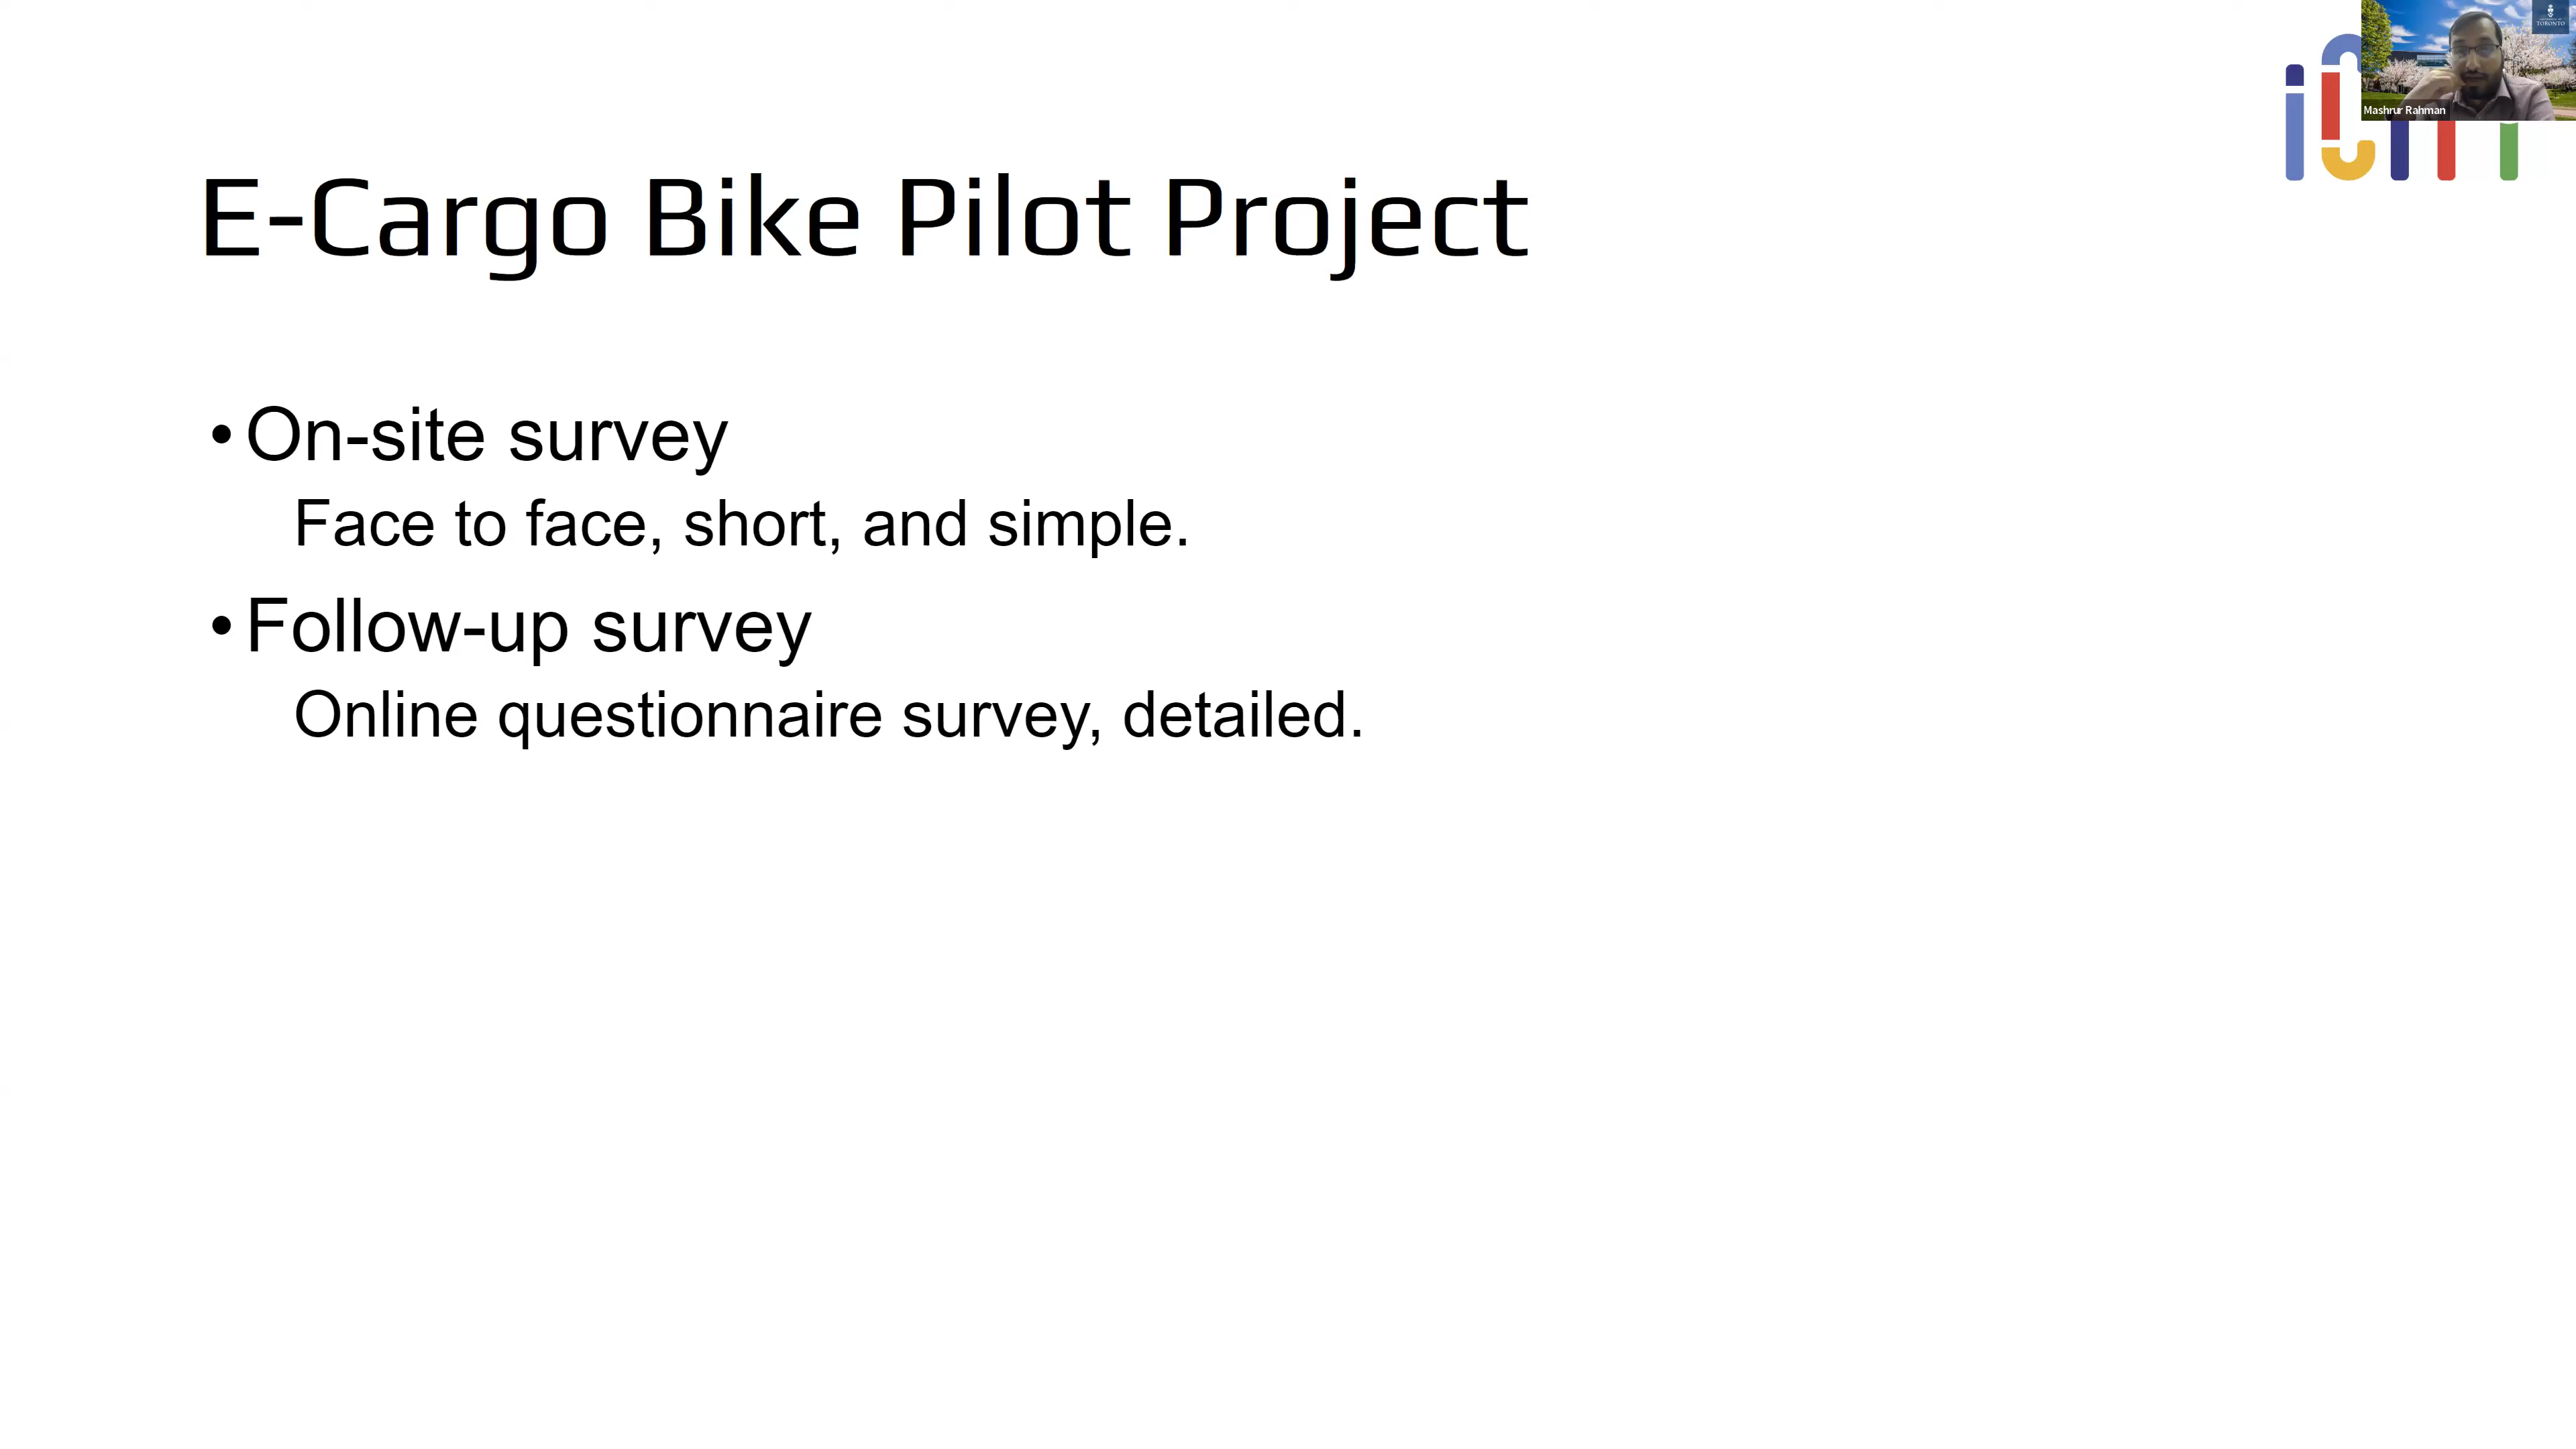 TORONTO
Mashrur Rahman
E-Cargo Bike Pilot Project
• On-site survey
Face to face, short, and simple.
• Follow-up survey
Online questionnaire survey, detailed.